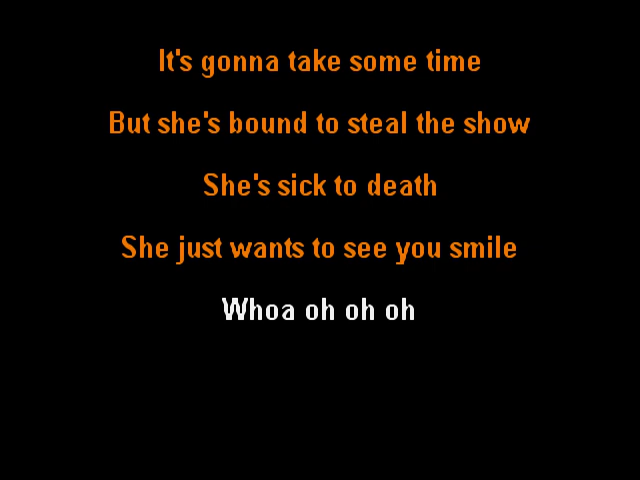 It's gonna take some time
But she's bound to steal the show
She's sick to death
She just wants to see you smile
Whoa oh oh oh